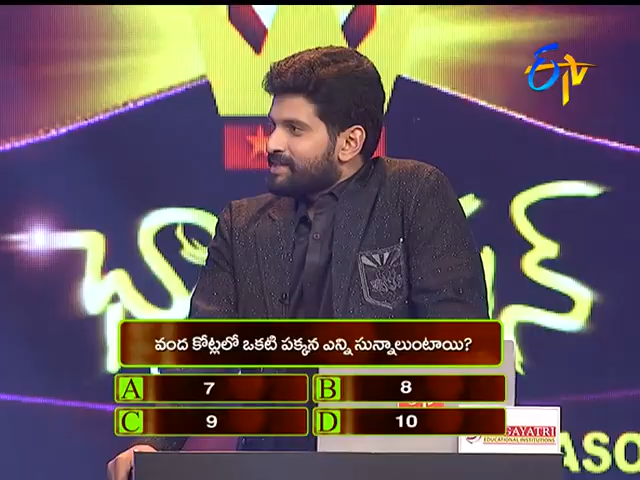 ETV
వంద కోట్లలో ఒకటి పక్కన ఎన్ని సున్నాలుంటాయి?
A 7
B 8
C 9
D 10
GAYATRI
EDUCATIONAL INSTITUTIONS